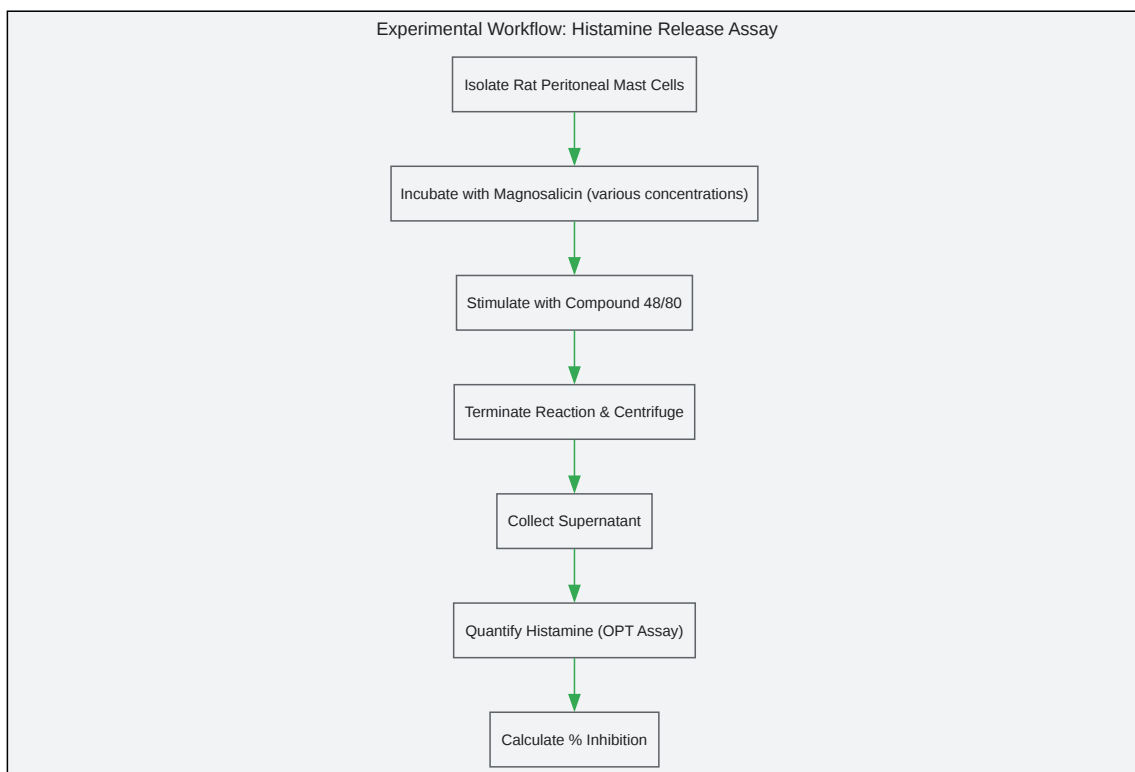 Experimental Workflow: Histamine Release Assay
Isolate Rat Peritoneal Mast Cells
Incubate with Magnosalicin (various concentrations)
Stimulate with Compound 48/80
Terminate Reaction & Centrifuge
Collect Supernatant
Quantify Histamine (OPT Assay)
Calculate % Inhibition